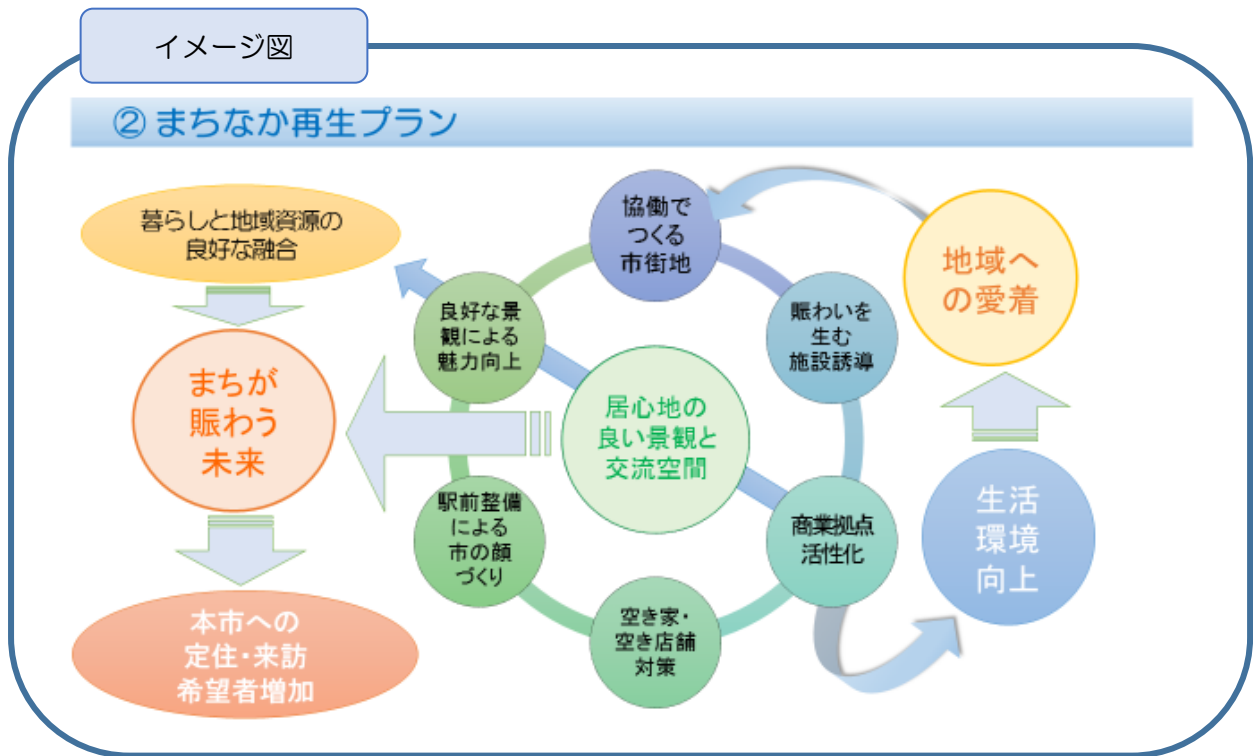 イメージ図
② まちなか再生プラン
暮らしと地域資源の
良好な融合
まちが
賑わう
未来
本市への
定住・来訪
希望者増加
協働で
つくる
市街地
良好な景
観による
魅力向上
賑わいを
生む
施設誘導
居心地の
良い景観と
交流空間
駅前整備
による
市の顔
づくり
商業拠点
活性化
空き家・
空き店舗
対策
地域へ
の愛着
生活
環境
向上